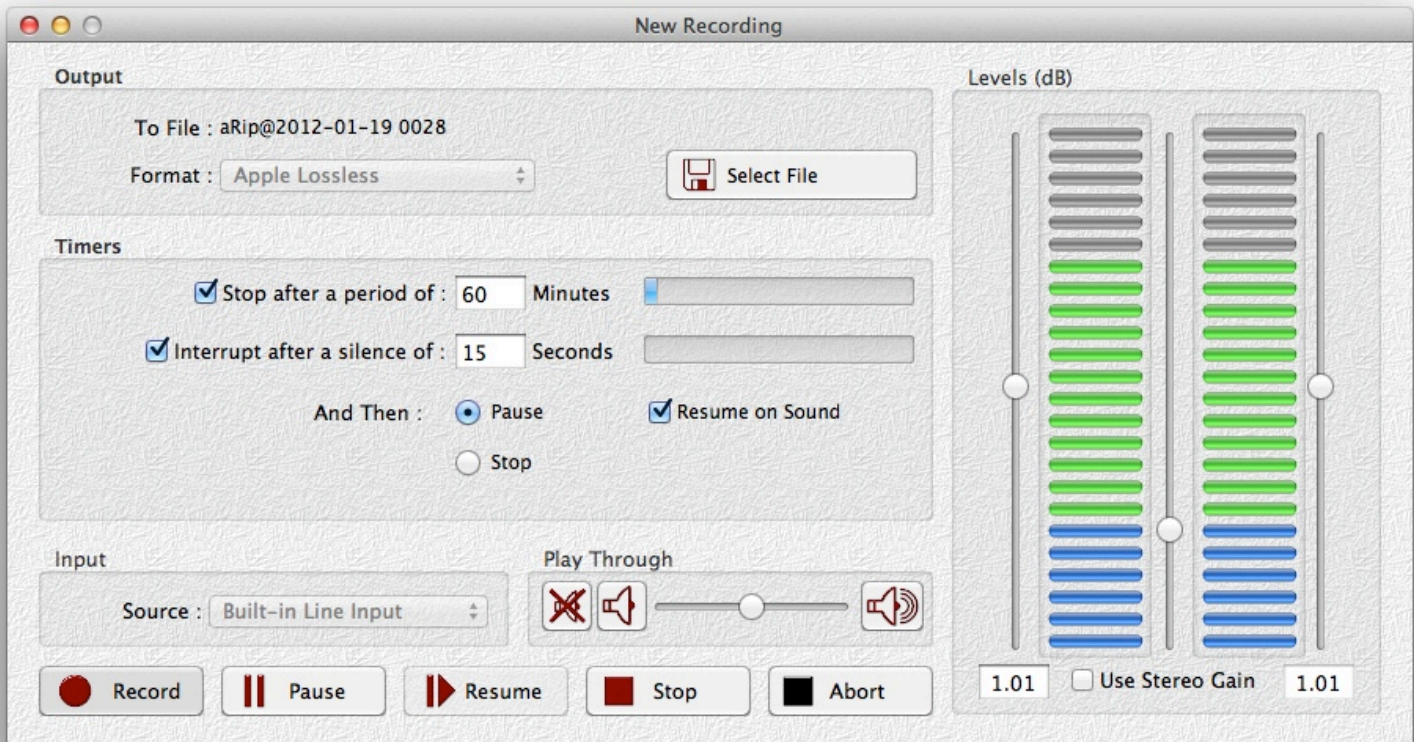 New Recording
Output
To File : aRip@2012-01-19 0028
Format : Apple Lossless
Select File
Timers
Stop after a period of : 60 Minutes
Interrupt after a silence of : 15 Seconds
And Then : Pause
Resume on Sound
Stop
Input
Source : Built-in Line Input
Play Through
Record
Pause
Resume
Stop
Abort
Levels (dB)
1.01
Use Stereo Gain
1.01